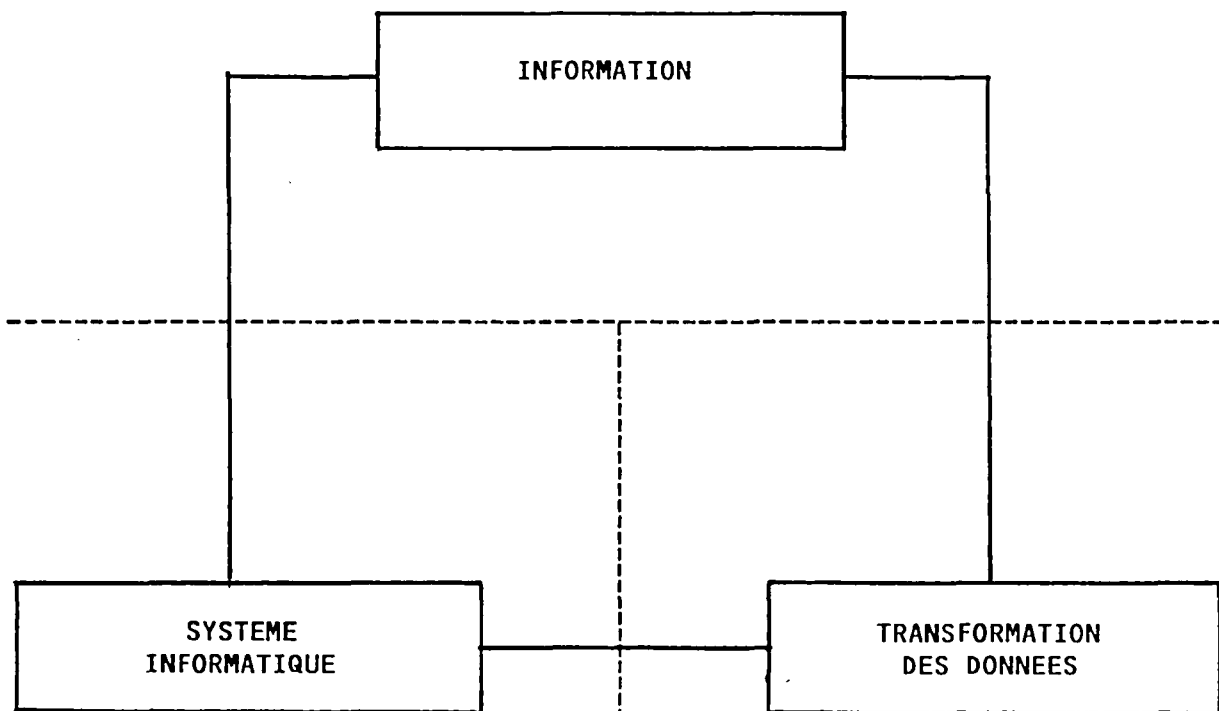 INFORMATION
SYSTEME
INFORMATIQUE
TRANSFORMATION
DES DONNEES